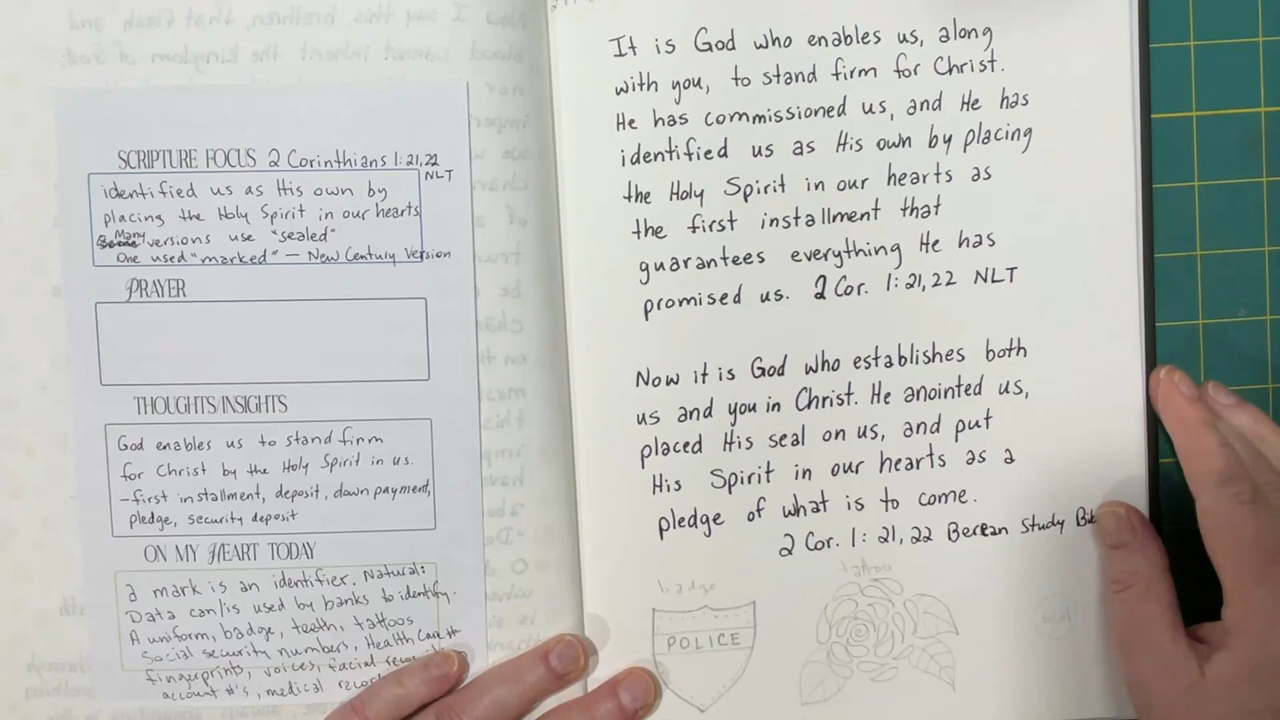 SCRIPTURE FOCUS 2 Corinthians 1:21,22
NLT
identified us as His own by
placing the Holy Spirit in our hearts
Many
versions use "sealed"
One used "marked" – New Century Version
PRAYER
THOUGHTS/INSIGHTS
God enables us to stand firm
for Christ by the Holy Spirit in us.
-first installment, deposit, down payment,
pledge, security deposit
ON MY HEART TODAY
a mark is an identifier. Natural:
Data can/is used by banks to identify.
A uniform, badge, teeth, tattoos
Social security numbers, Health Care #
fingerprints, voices, facial
account #'s, medical
It is God who enables us, along
with you, to stand firm for Christ.
He has commissioned us, and He has
identified us as His own by placing
the Holy Spirit in our hearts as
the first installment that
guarantees everything He has
promised us. 2 Cor. 1:21,22 NLT
Now it is God who establishes both
us and you in Christ. He anointed us,
placed His seal on us, and put
His Spirit in our hearts as a
pledge of what is to come.
2 Cor. 1:21,22 Berean Study
badge
tattoo
POLICE